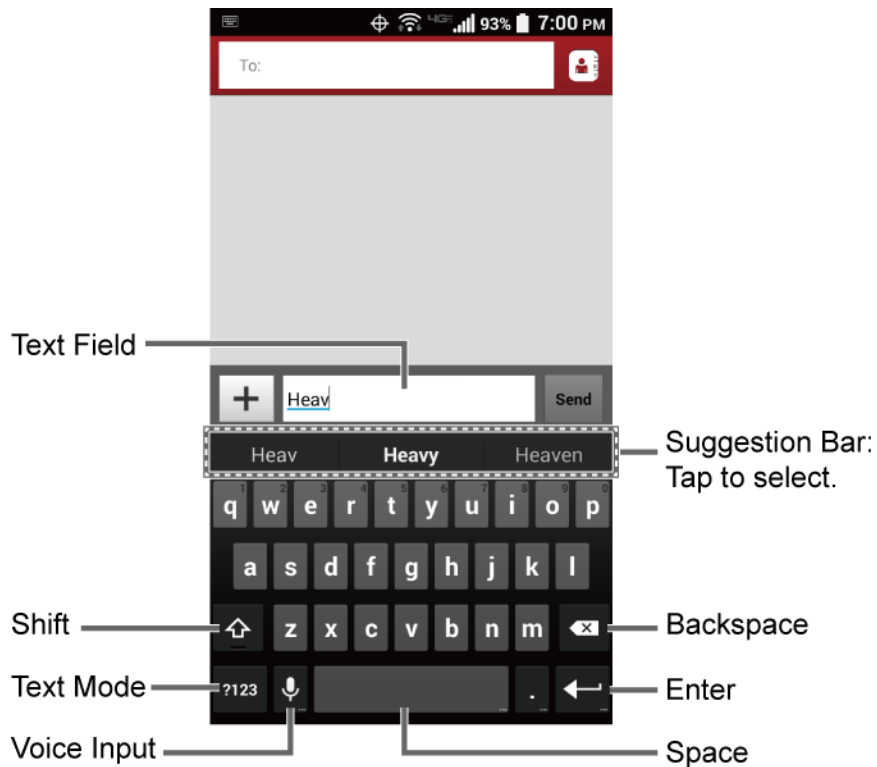 4G 93% 7:00 PM
To:
Text Field
Heav
Send
Heav Heavy Heaven
Suggestion Bar:
Tap to select.
1 2 3 4 5 6 7 8 9 0
q w e r t y u i o p
a s d f g h j k l
Shift
z x c v b n m
Backspace
Text Mode
?123
. 
Enter
Voice Input
Space